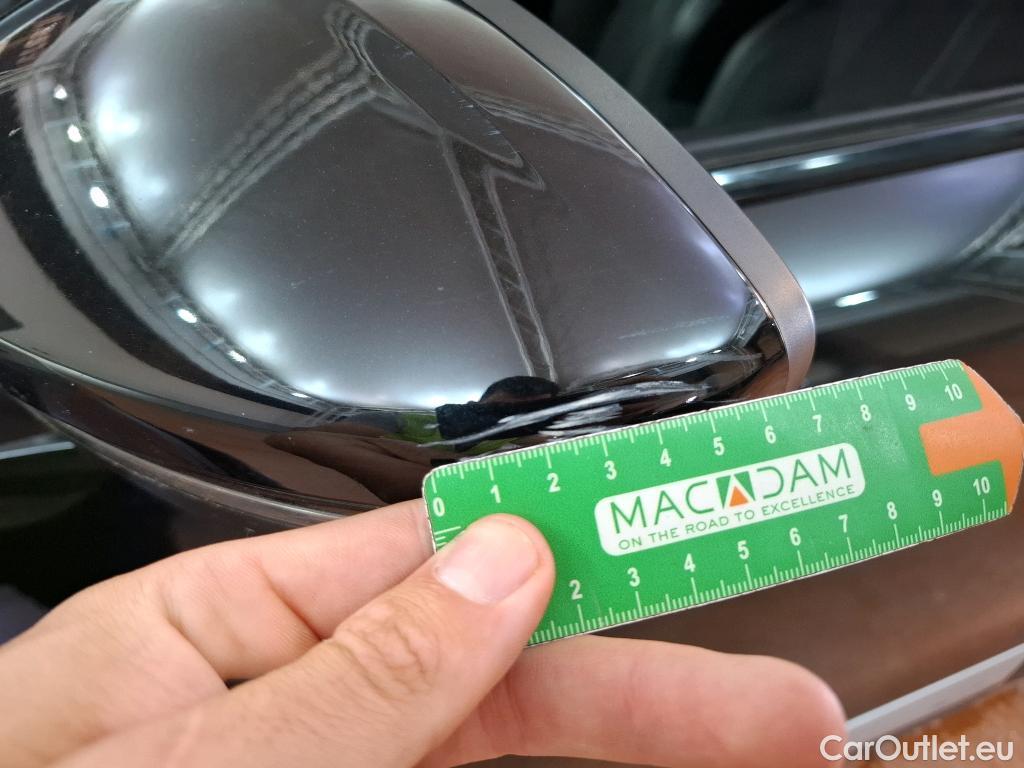 0 1 2 3 4 5 6 7 8 9 10
MACADAM
ON THE ROAD TO EXCELLENCE
2 3 4 5 6 7 8 9 10
CarOutlet.eu